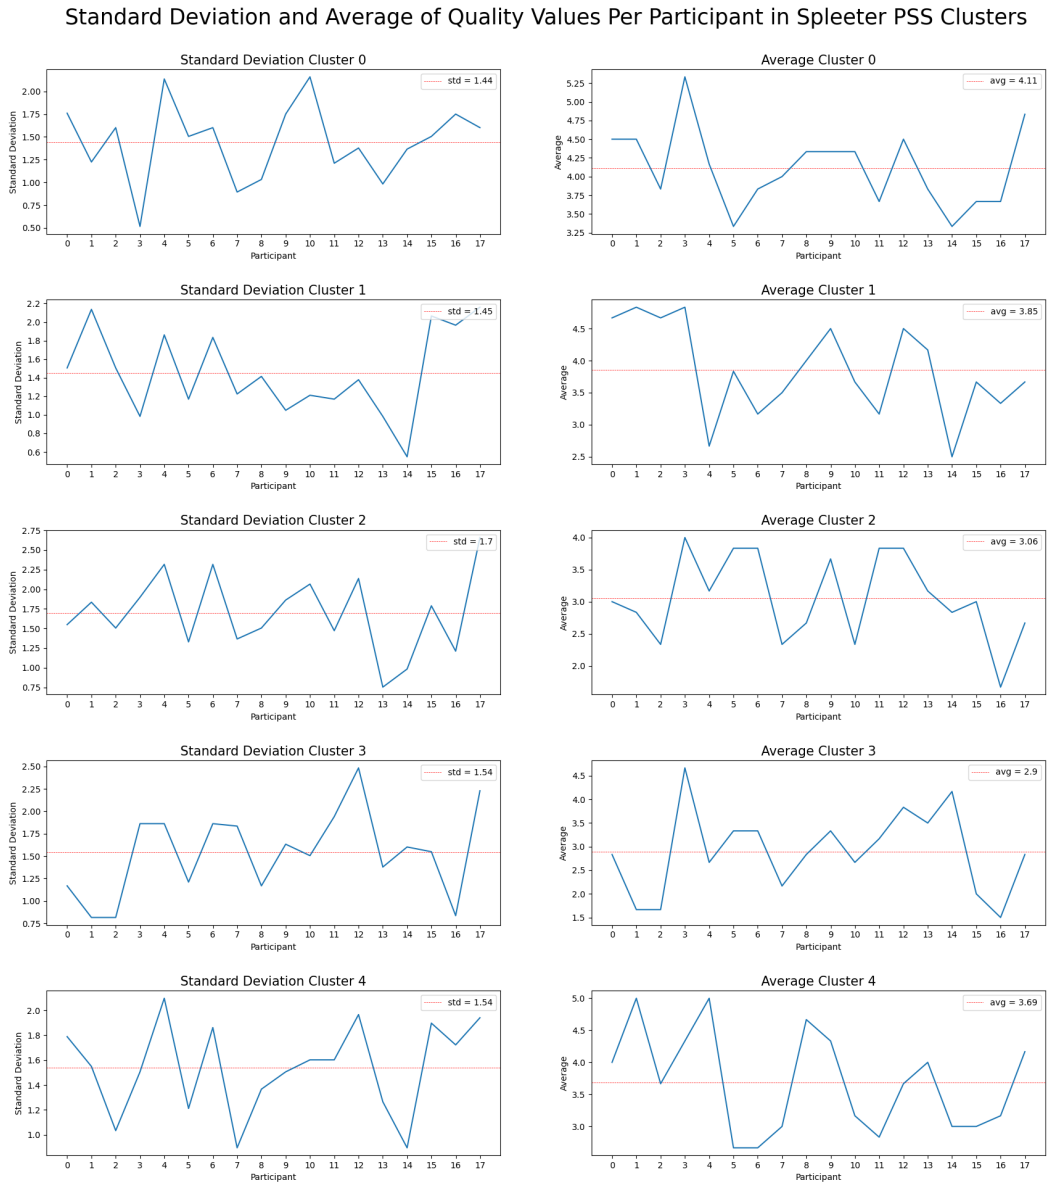 Standard Deviation and Average of Quality Values Per Participant in Spleeter PSS Clusters
Standard Deviation Cluster 0
Standard Deviation
2.00
1.75
1.50
1.25
1.00
0.75
0.50
std = 1.44
0 1 2 3 4 5 6 7 8 9 10 11 12 13 14 15 16 17
Participant
Average Cluster 0
Average
5.25
5.00
4.75
4.50
4.25
4.00
3.75
3.50
3.25
avg = 4.11
0 1 2 3 4 5 6 7 8 9 10 11 12 13 14 15 16 17
Participant
Standard Deviation Cluster 1
Standard Deviation
2.2
2.0
1.8
1.6
1.4
1.2
1.0
0.8
0.6
std = 1.45
0 1 2 3 4 5 6 7 8 9 10 11 12 13 14 15 16 17
Participant
Average Cluster 1
Average
4.5
4.0
3.5
3.0
2.5
avg = 3.85
0 1 2 3 4 5 6 7 8 9 10 11 12 13 14 15 16 17
Participant
Standard Deviation Cluster 2
Standard Deviation
2.75
2.50
2.25
2.00
1.75
1.50
1.25
1.00
0.75
std = 1.7
0 1 2 3 4 5 6 7 8 9 10 11 12 13 14 15 16 17
Participant
Average Cluster 2
Average
4.0
3.5
3.0
2.5
2.0
avg = 3.06
0 1 2 3 4 5 6 7 8 9 10 11 12 13 14 15 16 17
Participant
Standard Deviation Cluster 3
Standard Deviation
2.50
2.25
2.00
1.75
1.50
1.25
1.00
0.75
std = 1.54
0 1 2 3 4 5 6 7 8 9 10 11 12 13 14 15 16 17
Participant
Average Cluster 3
Average
4.5
4.0
3.5
3.0
2.5
2.0
1.5
avg = 2.9
0 1 2 3 4 5 6 7 8 9 10 11 12 13 14 15 16 17
Participant
Standard Deviation Cluster 4
Standard Deviation
2.0
1.8
1.6
1.4
1.2
1.0
std = 1.54
0 1 2 3 4 5 6 7 8 9 10 11 12 13 14 15 16 17
Participant
Average Cluster 4
Average
5.0
4.5
4.0
3.5
3.0
avg = 3.69
0 1 2 3 4 5 6 7 8 9 10 11 12 13 14 15 16 17
Participant